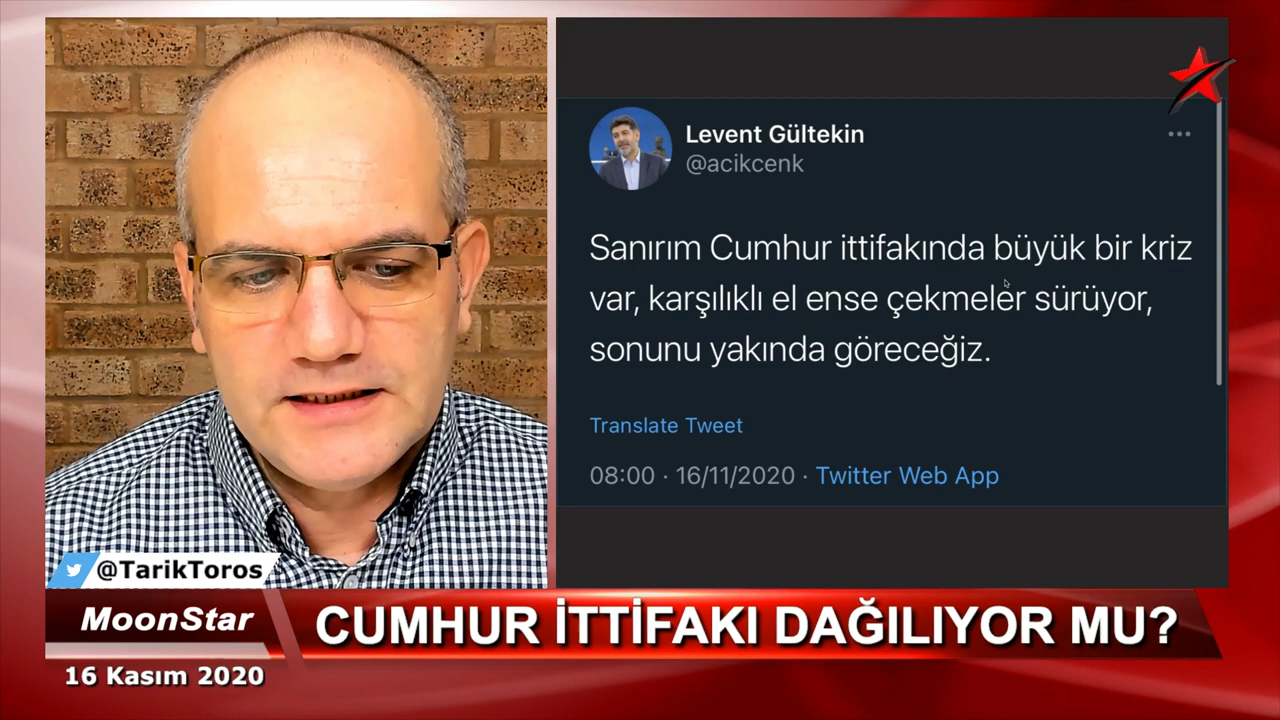 Levent Gültekin
@acikcenk
Sanırım Cumhur ittifakında büyük bir kriz
var, karşılıklı el ense çekmeler sürüyor,
sonunu yakında göreceğiz.
Translate Tweet
08:00 · 16/11/2020 · Twitter Web App
@TarikToros
MoonStar
CUMHUR İTTİFAKI DAĞILIYOR MU?
16 Kasım 2020